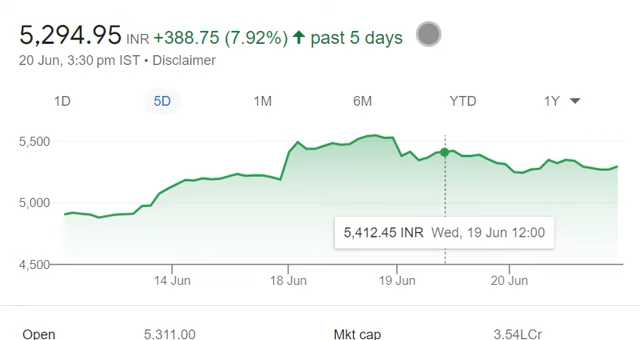 5,294.95 INR +388.75 (7.92%) ↑ past 5 days
20 Jun, 3:30 pm IST • Disclaimer
1D 5D 1M 6M YTD 1Y
5,500
5,000
5,412.45 INR Wed, 19 Jun 12:00
4,500
14 Jun 18 Jun 19 Jun 20 Jun
Open 5,311.00 Mkt cap 3.54LCr